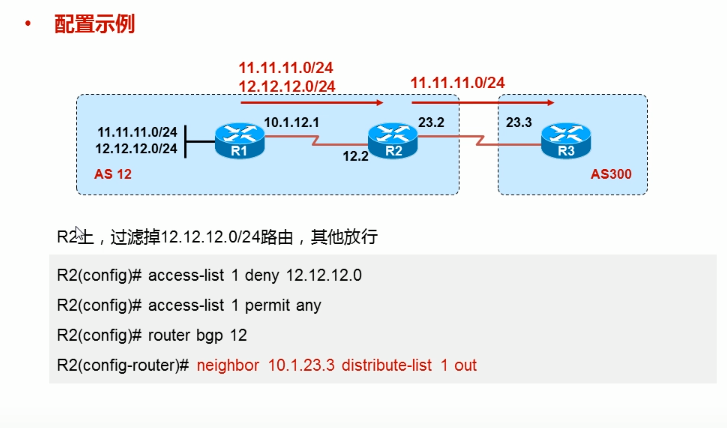 • 配置示例
11.11.11.0/24
12.12.12.0/24
11.11.11.0/24
10.1.12.1
23.2
23.3
11.11.11.0/24
12.12.12.0/24
R1
12.2
R2
R3
AS 12
AS300
R2上，过滤掉12.12.12.0/24路由，其他放行
R2(config)# access-list 1 deny 12.12.12.0
R2(config)# access-list 1 permit any
R2(config)# router bgp 12
R2(config-router)# neighbor 10.1.23.3 distribute-list 1 out